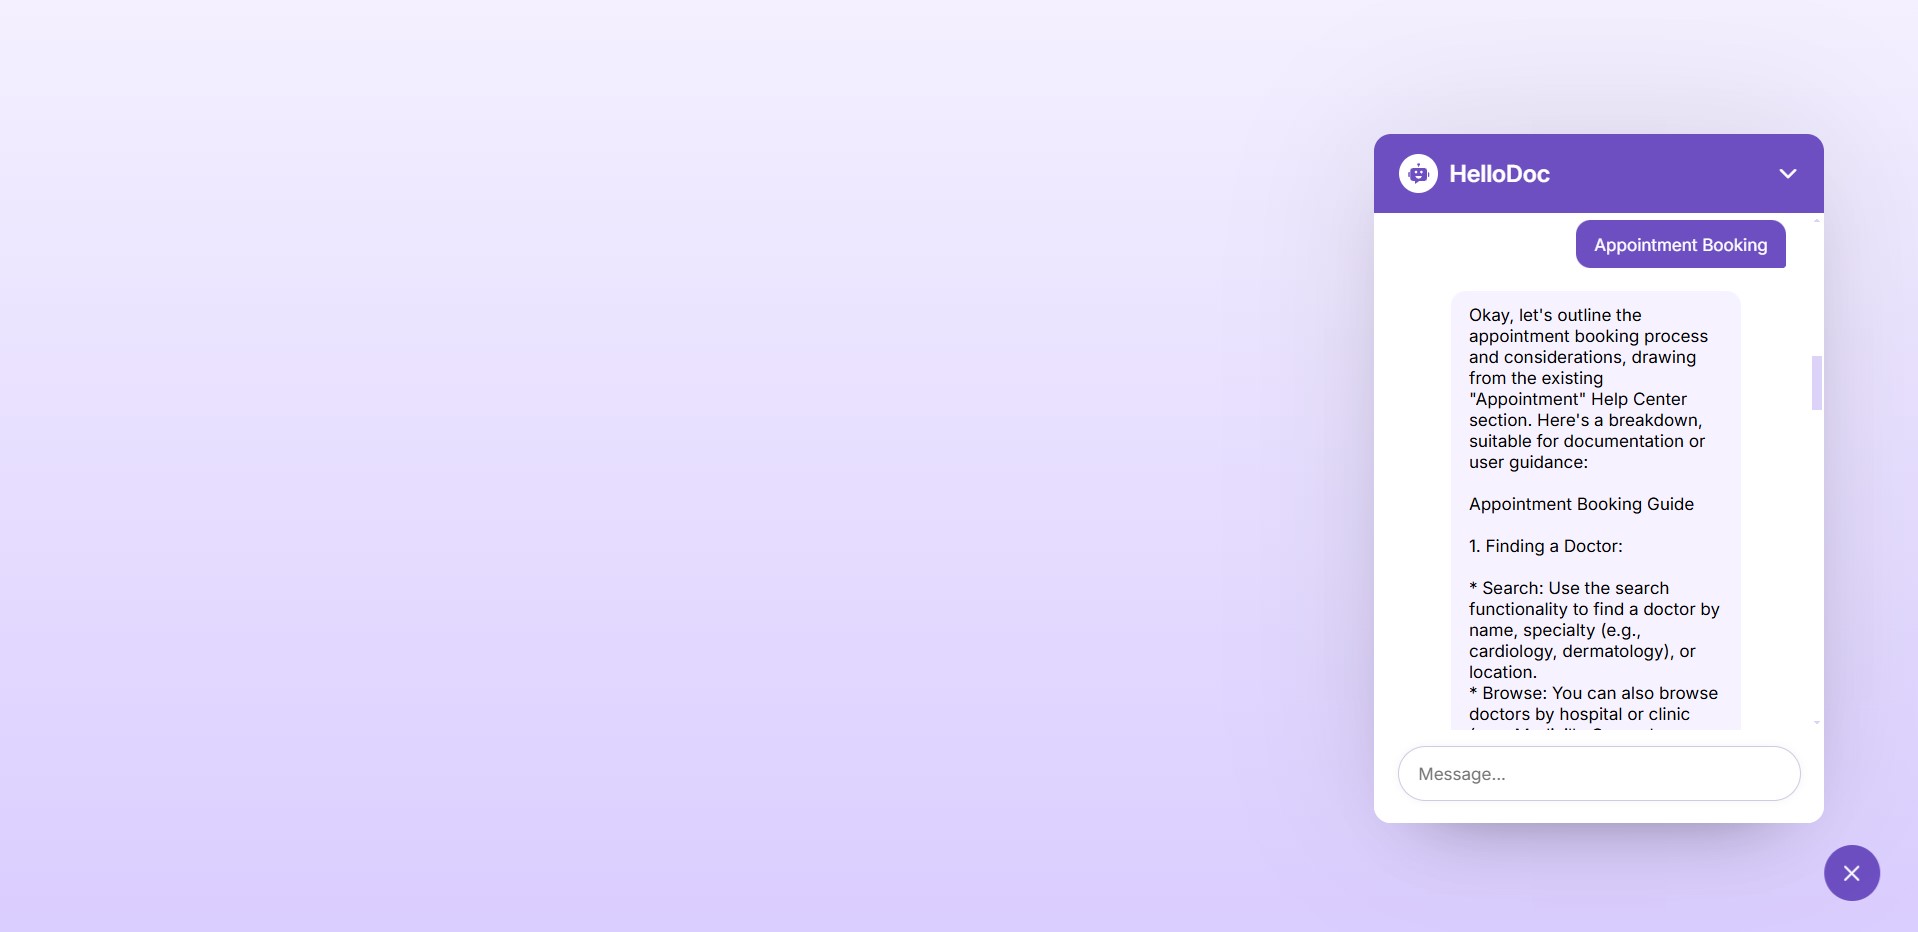 HelloDoc
Appointment Booking
Okay, let's outline the
appointment booking process
and considerations, drawing
from the existing
"Appointment" Help Center
section. Here's a breakdown,
suitable for documentation or
user guidance:
Appointment Booking Guide
1. Finding a Doctor:
* Search: Use the search
functionality to find a doctor by
name, specialty (e.g.,
cardiology, dermatology), or
location.
* Browse: You can also browse
doctors by hospital or clinic
Message...